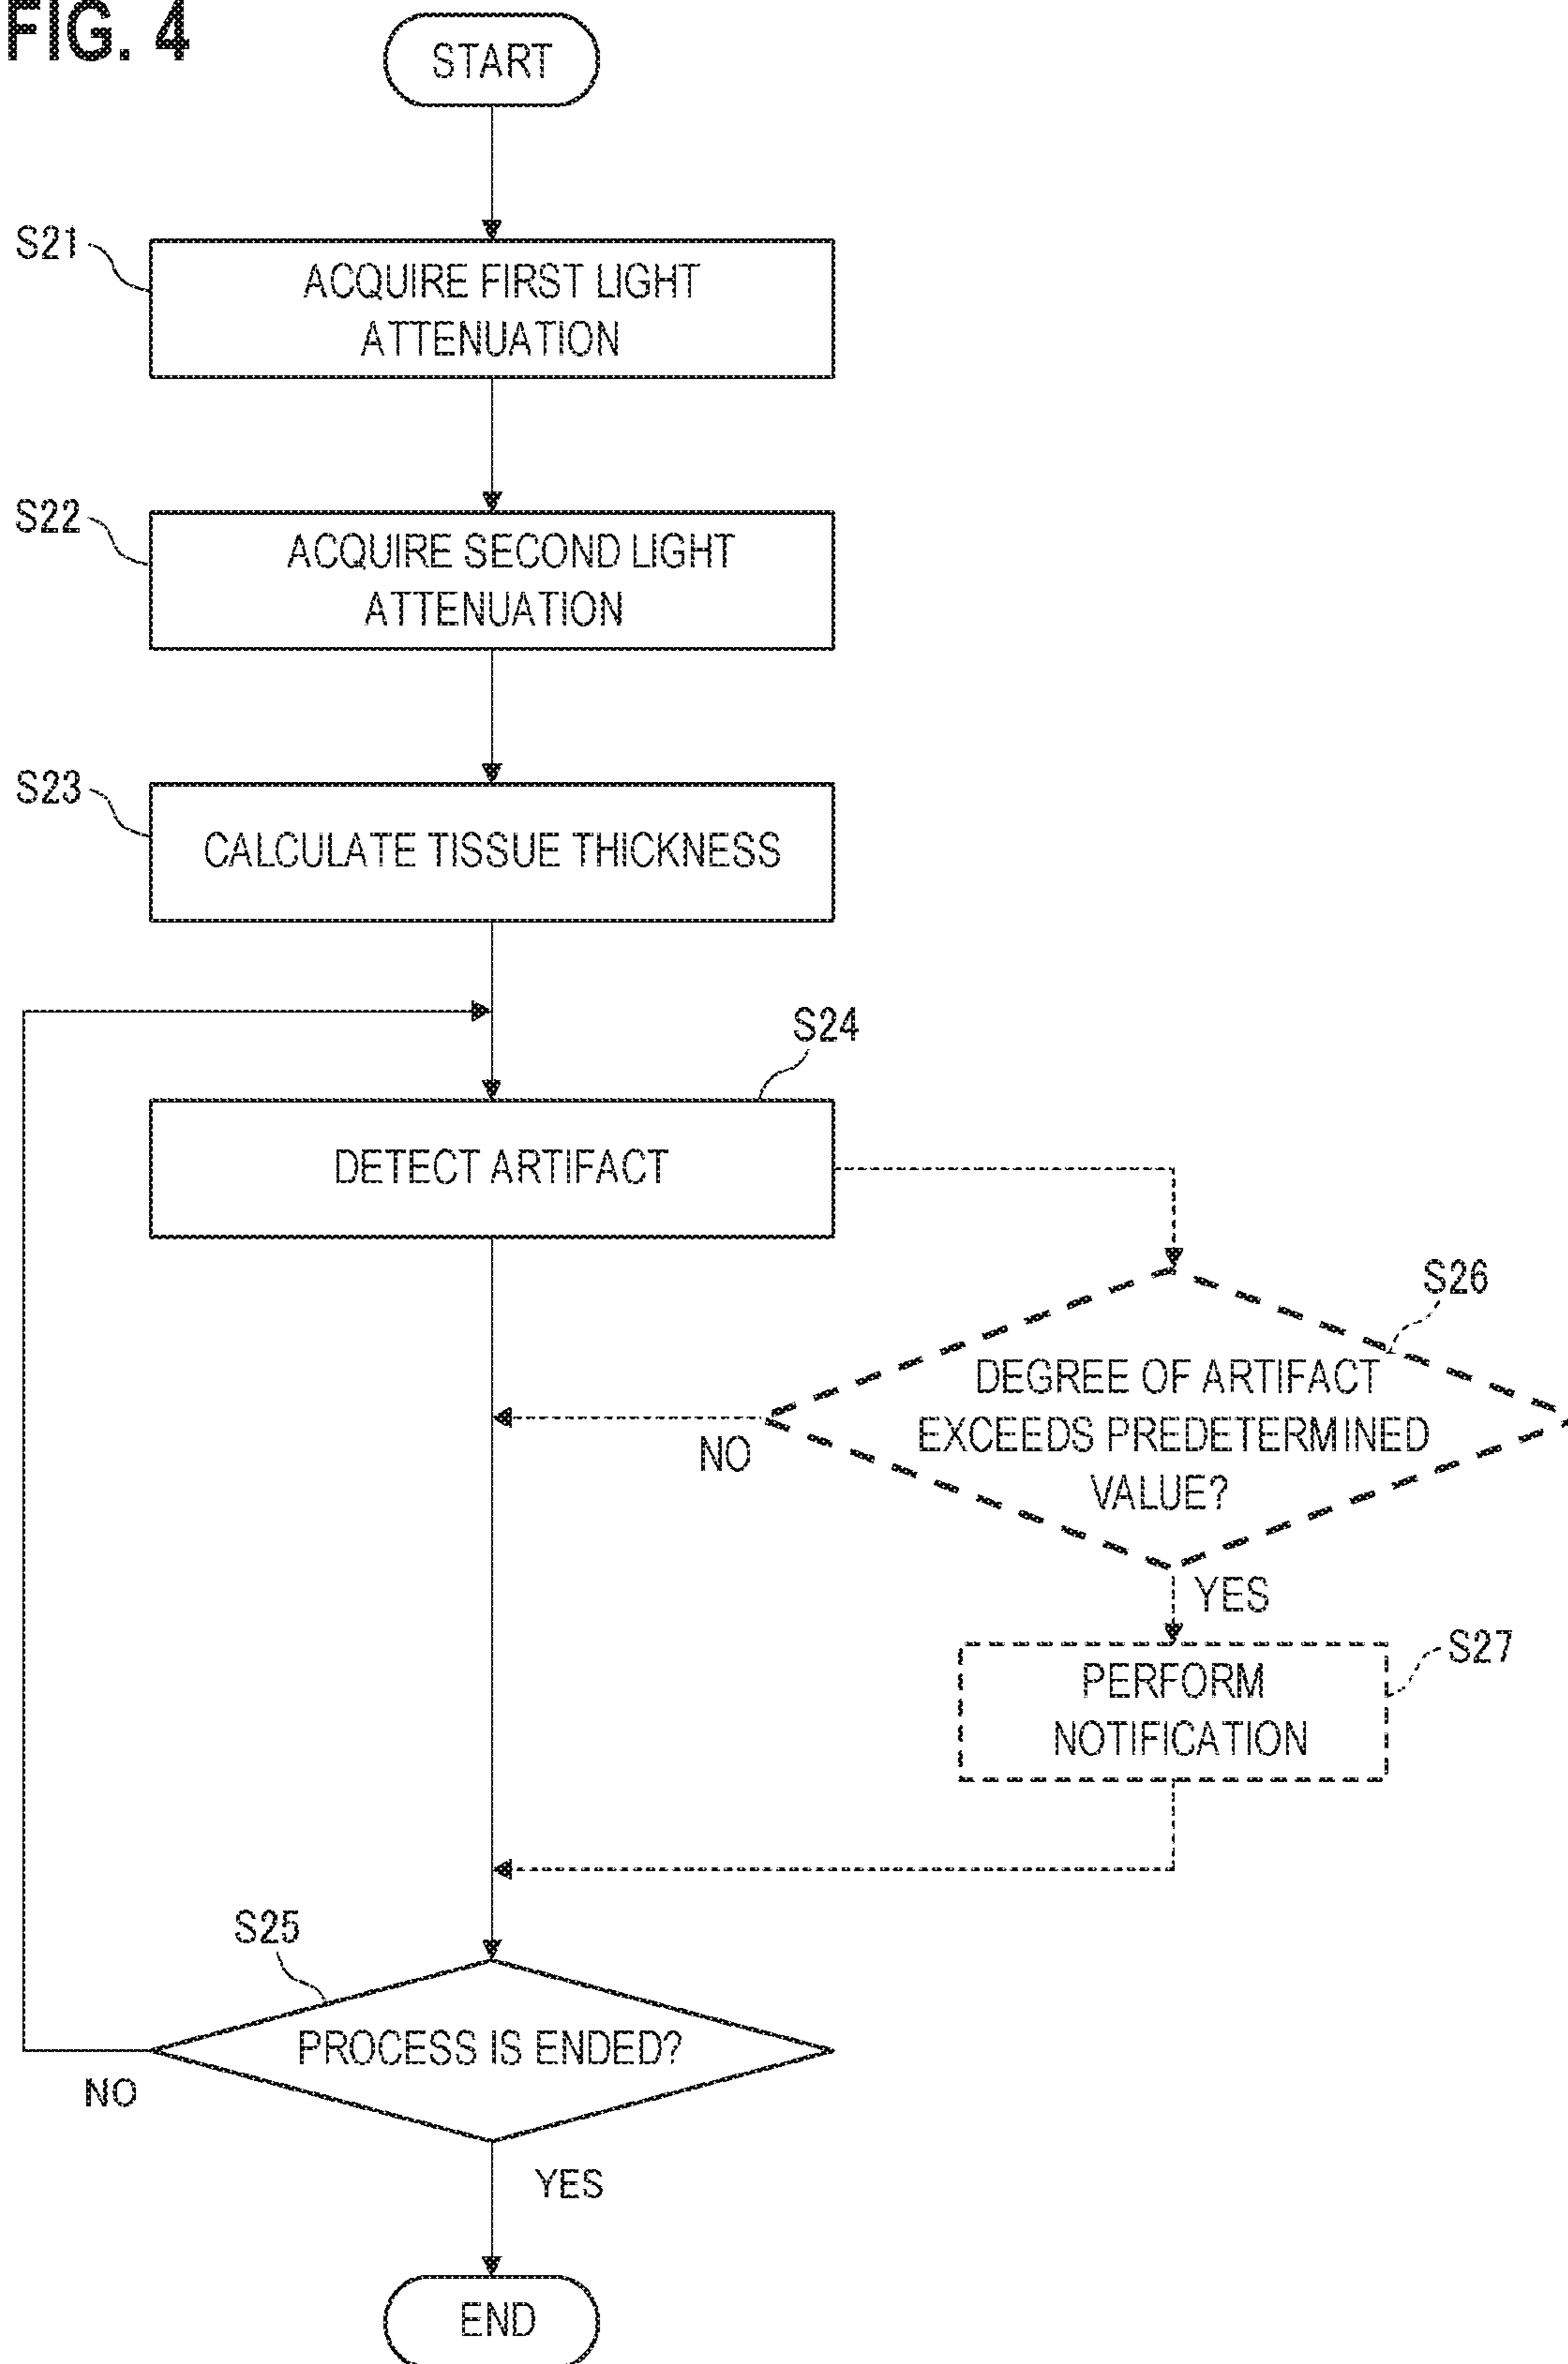 FIG. 4
START
S21
ACQUIRE FIRST LIGHT
ATTENUATION
S22
ACQUIRE SECOND LIGHT
ATTENUATION
S23
CALCULATE TISSUE THICKNESS
S24
DETECT ARTIFACT
S26
DEGREE OF ARTIFACT
EXCEEDS PREDETERMINED
VALUE?
NO
YES
S27
PERFORM
NOTIFICATION
S25
PROCESS IS ENDED?
NO
YES
END